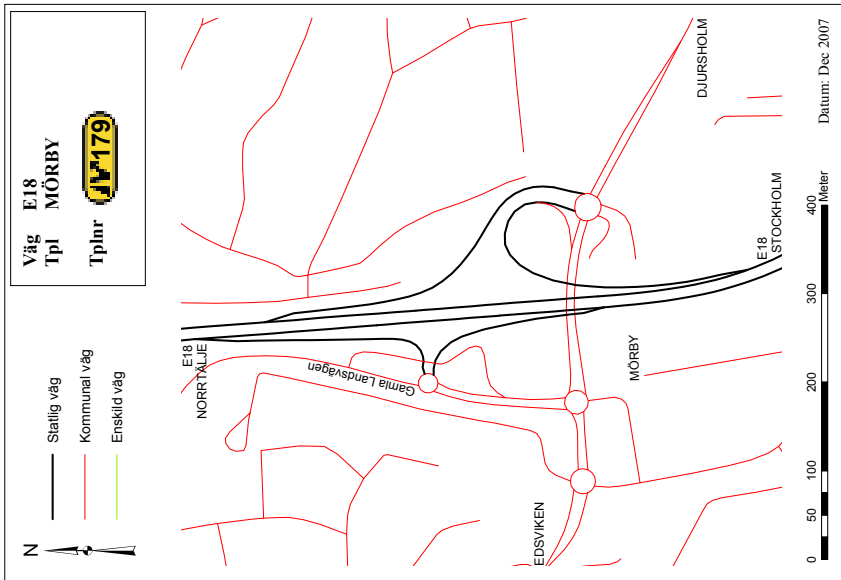 Väg E18
Tpl MÖRBY
Tplnr 179
N
Statlig väg
Kommunal väg
Enskild väg
E18
NORRTÄLJE
Gamla Landsvägen
DJURSHOLM
MÖRBY
EDSVIKEN
E18
STOCKHOLM
0 50 100 200 300 400
Meter
Datum: Dec 2007